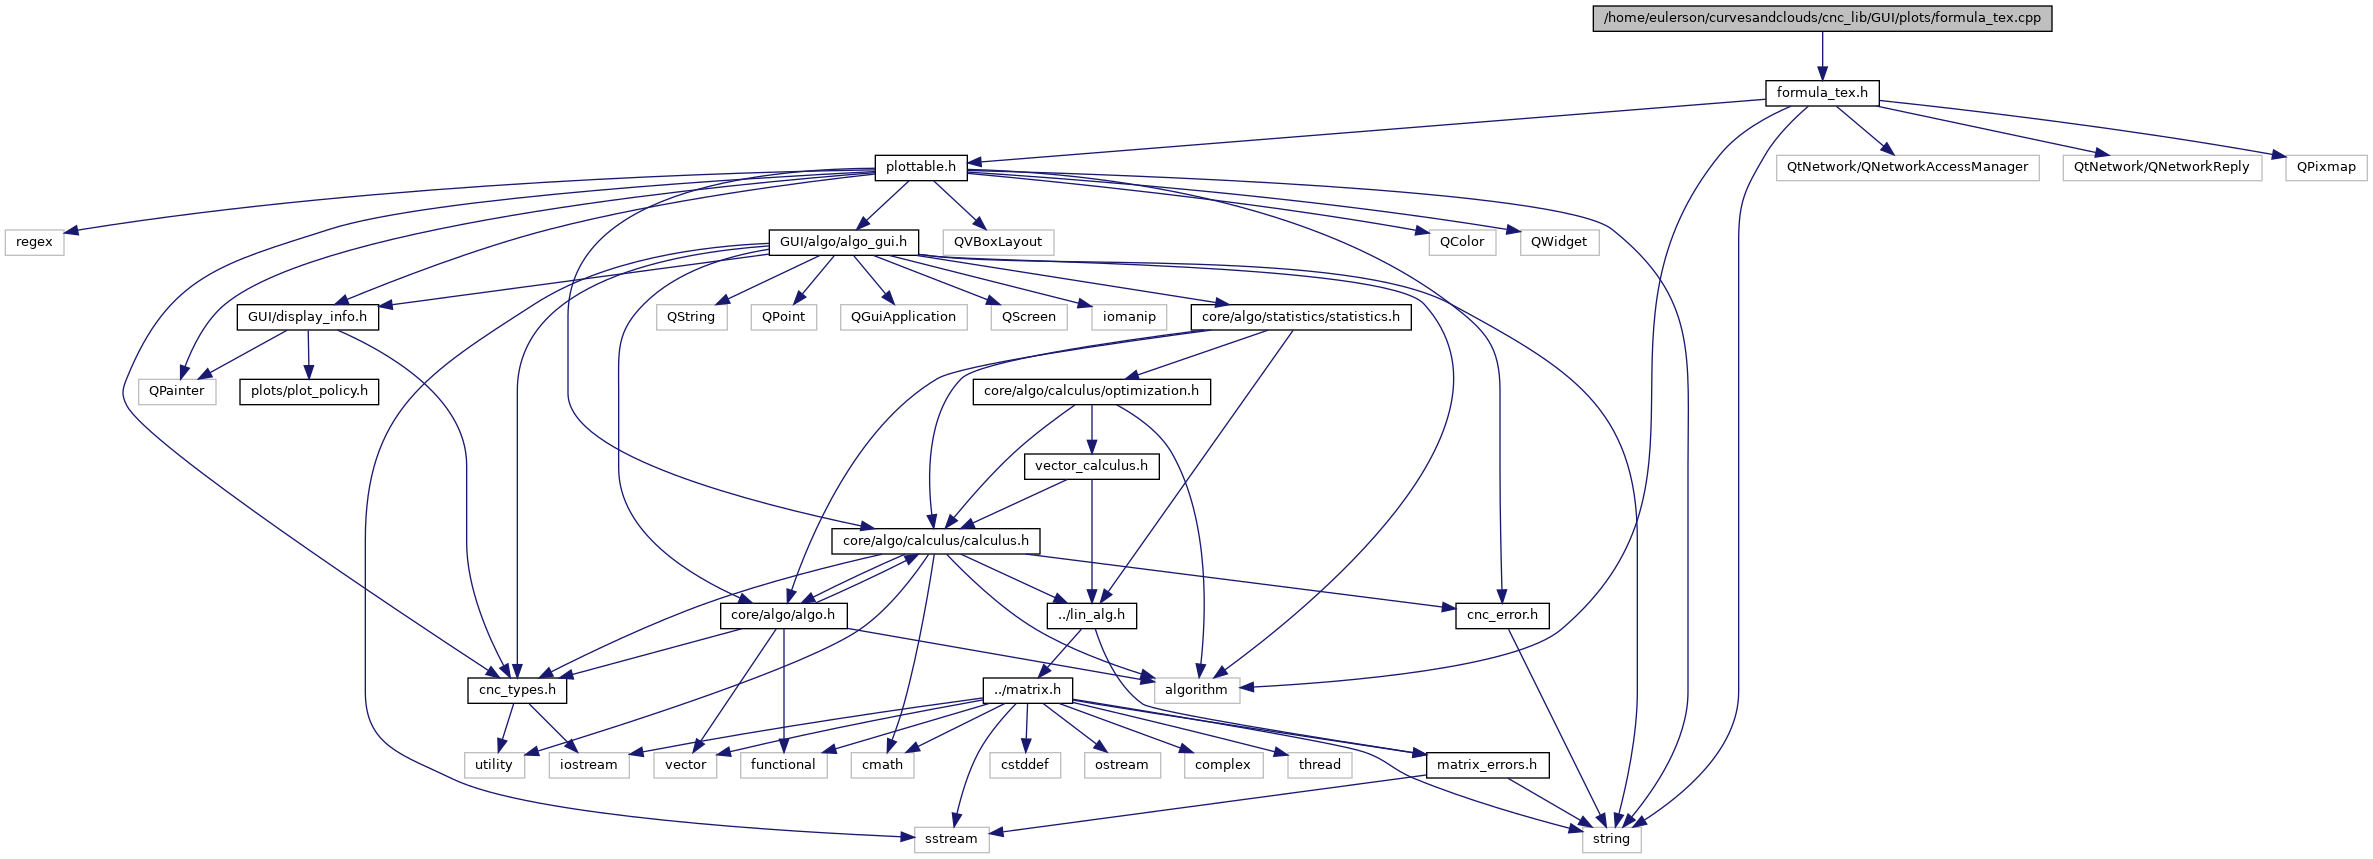 /home/eulerson/curvesandclouds/cnc_lib/GUI/plots/formula_tex.cpp
formula_tex.h
plottable.h
QtNetwork/QNetworkAccessManager
QtNetwork/QNetworkReply
QPixmap
regex
GUI/algo/algo_gui.h
QVBoxLayout
QColor
QWidget
GUI/display_info.h
QString
QPoint
QGuiApplication
QScreen
iomanip
core/algo/statistics/statistics.h
QPainter
plots/plot_policy.h
core/algo/calculus/optimization.h
vector_calculus.h
core/algo/calculus/calculus.h
core/algo/algo.h
../lin_alg.h
cnc_error.h
cnc_types.h
../matrix.h
algorithm
utility
iostream
vector
functional
cmath
cstddef
ostream
complex
thread
matrix_errors.h
sstream
string